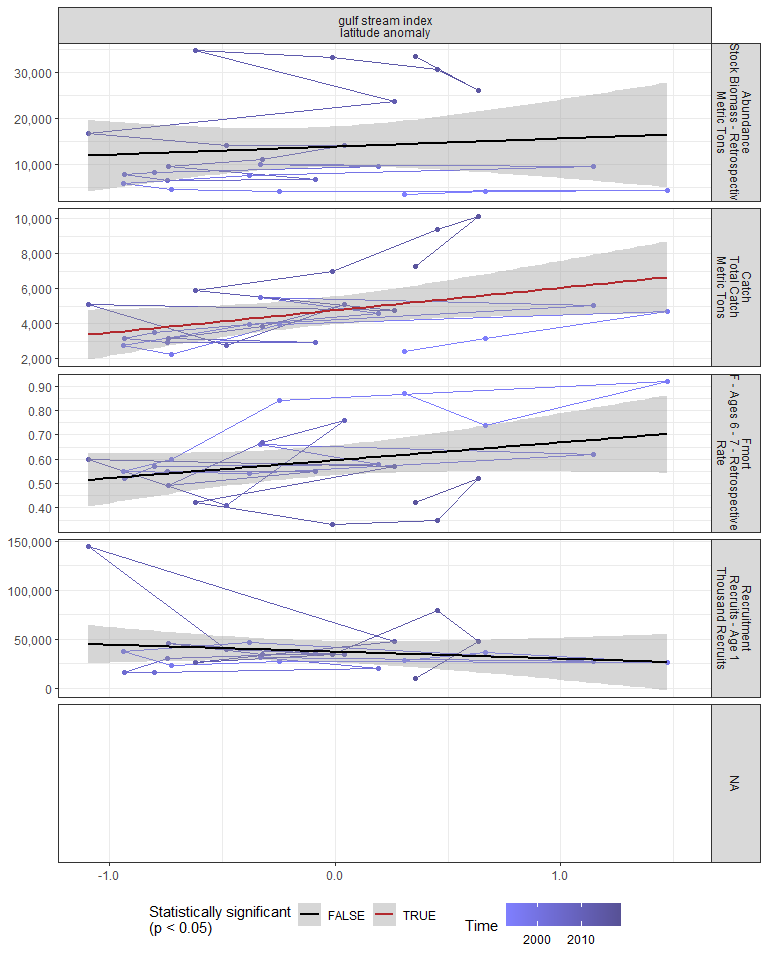 gulf stream index
latitude anomaly
30,000
20,000
10,000
Abundance
Stock Biomass - Retrospectiv
Metric Tons
10,000
8,000
6,000
4,000
2,000
Catch
Total Catch
Metric Tons
0.90
0.80
0.70
0.60
0.50
0.40
Fmort
F - Ages 6 - 7 - Retrospective
Rate
150,000
100,000
50,000
0
Recruitment
Recruits - Age 1
Thousand Recruits
NA
-1.0 0.0 1.0
Statistically significant
(p < 0.05)
FALSE
TRUE
Time
2000 2010